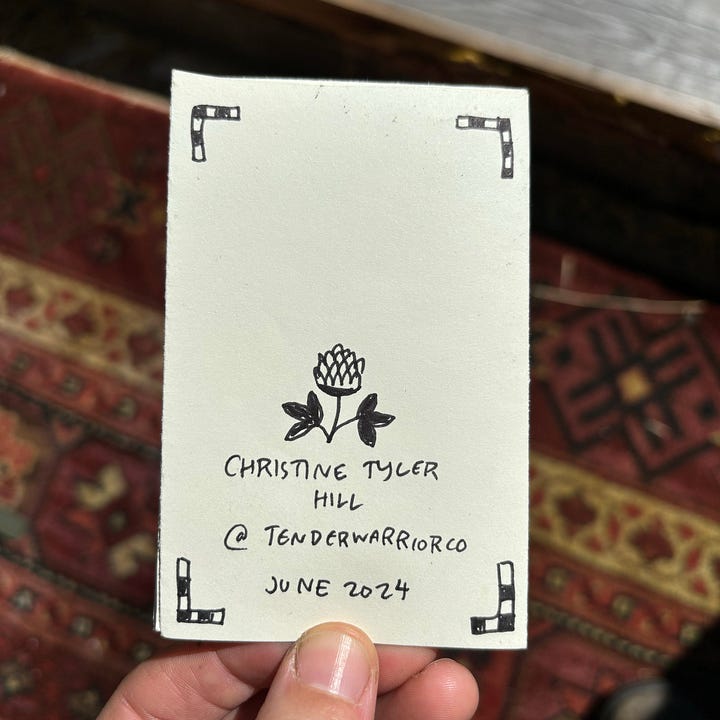 CHRISTINE TYLER
HILL
@ TENDERWARRIORCO
JUNE 2024